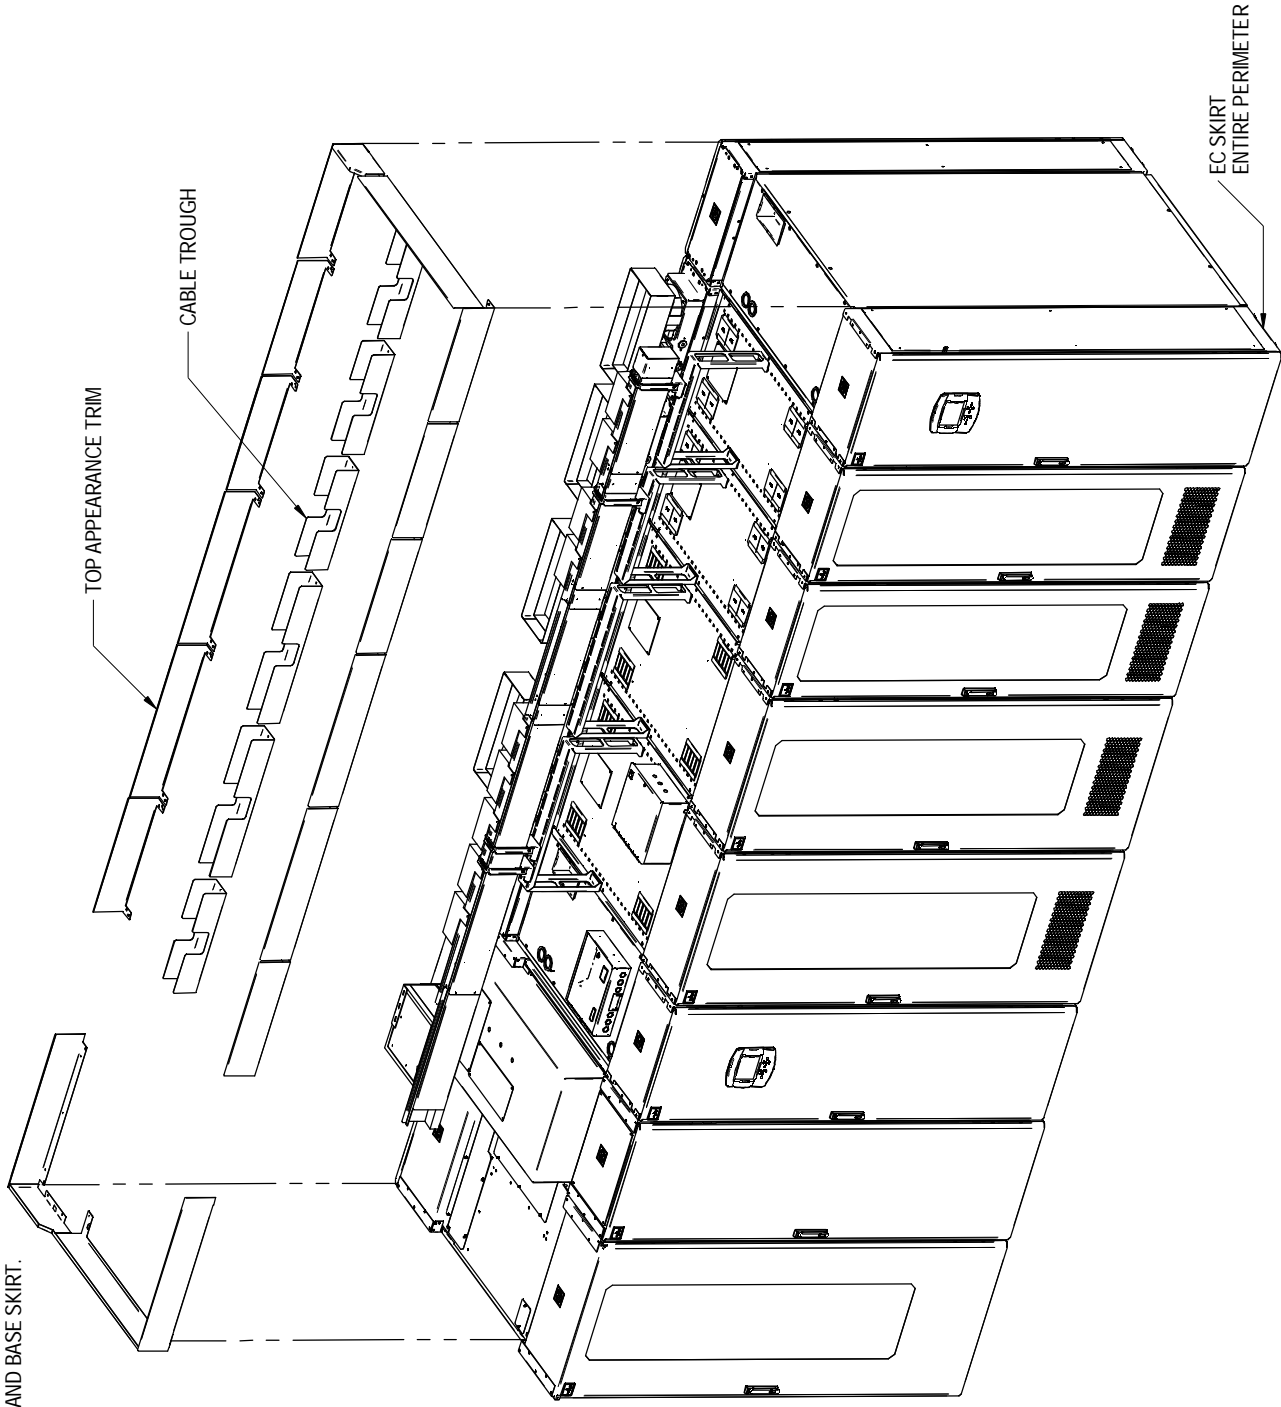 AND BASE SKIRT.
TOP APPEARANCE TRIM
CABLE TROUGH
EC SKIRT
ENTIRE PERIMETER